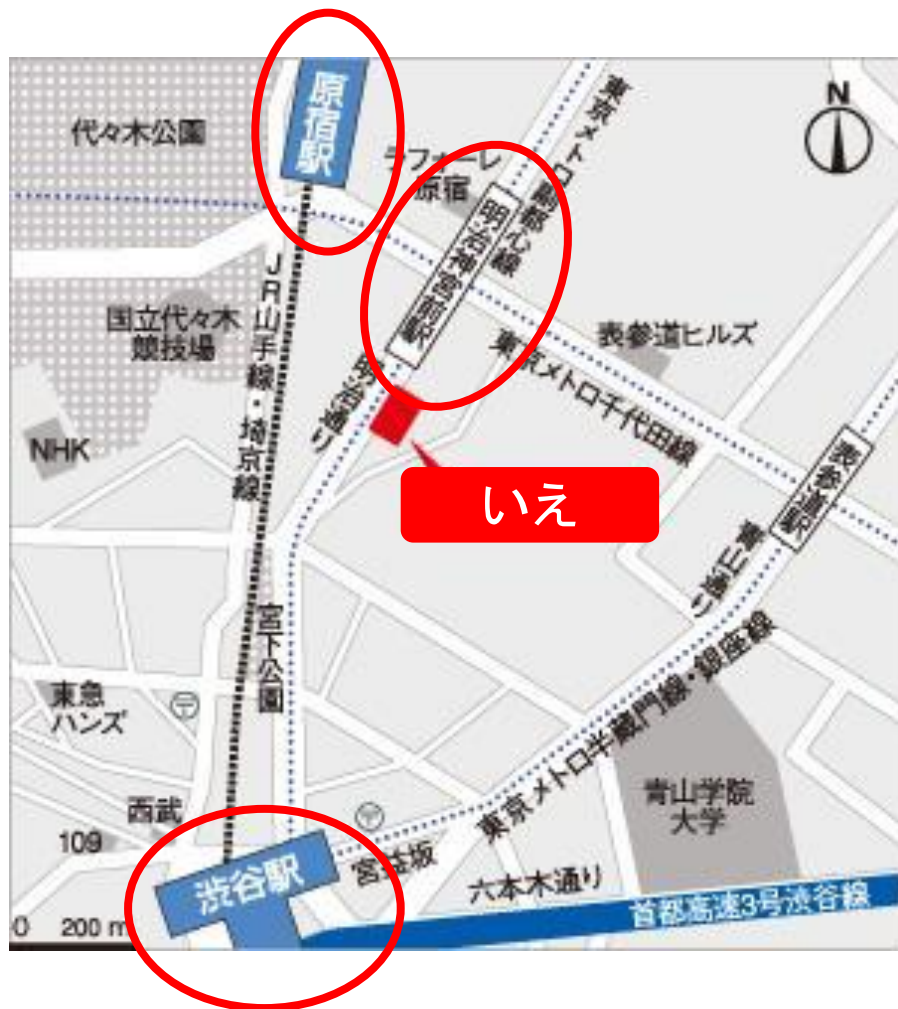 原宿駅
N
代々木公園
ラフォーレ
原宿
東京メトロ副都心線
明治神宮前駅
JR山手線・埼京線
国立代々木
競技場
明治通り
表参道ヒルズ
東京メトロ千代田線
NHK
いえ
表参道駅
青山通り
宮下公園
東急
ハンズ
〒
東京メトロ半蔵門線・銀座線
青山学院
大学
西武
〒
109
宮益坂
渋谷駅
六本木通り
首都高速3号渋谷線
0 200 m